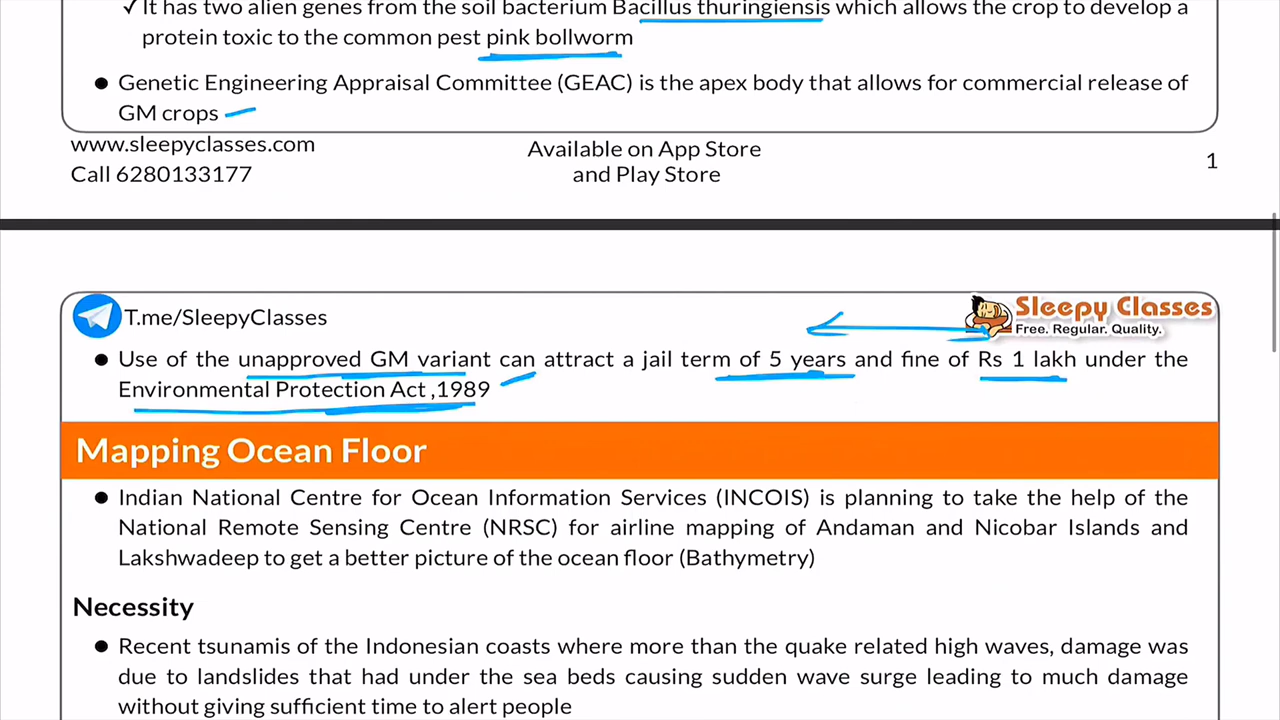 ✓ It has two alien genes from the soil bacterium Bacillus thuringiensis which allows the crop to develop a
protein toxic to the common pest pink bollworm
● Genetic Engineering Appraisal Committee (GEAC) is the apex body that allows for commercial release of
GM crops
www.sleepyclasses.com
Call 6280133177
Available on App Store
and Play Store
1
T.me/SleepyClasses
Sleepy Classes
Free. Regular. Quality.
● Use of the unapproved GM variant can attract a jail term of 5 years and fine of Rs 1 lakh under the
Environmental Protection Act ,1989
Mapping Ocean Floor
● Indian National Centre for Ocean Information Services (INCOIS) is planning to take the help of the
National Remote Sensing Centre (NRSC) for airline mapping of Andaman and Nicobar Islands and
Lakshwadeep to get a better picture of the ocean floor (Bathymetry)
Necessity
● Recent tsunamis of the Indonesian coasts where more than the quake related high waves, damage was
due to landslides that had under the sea beds causing sudden wave surge leading to much damage
without giving sufficient time to alert people